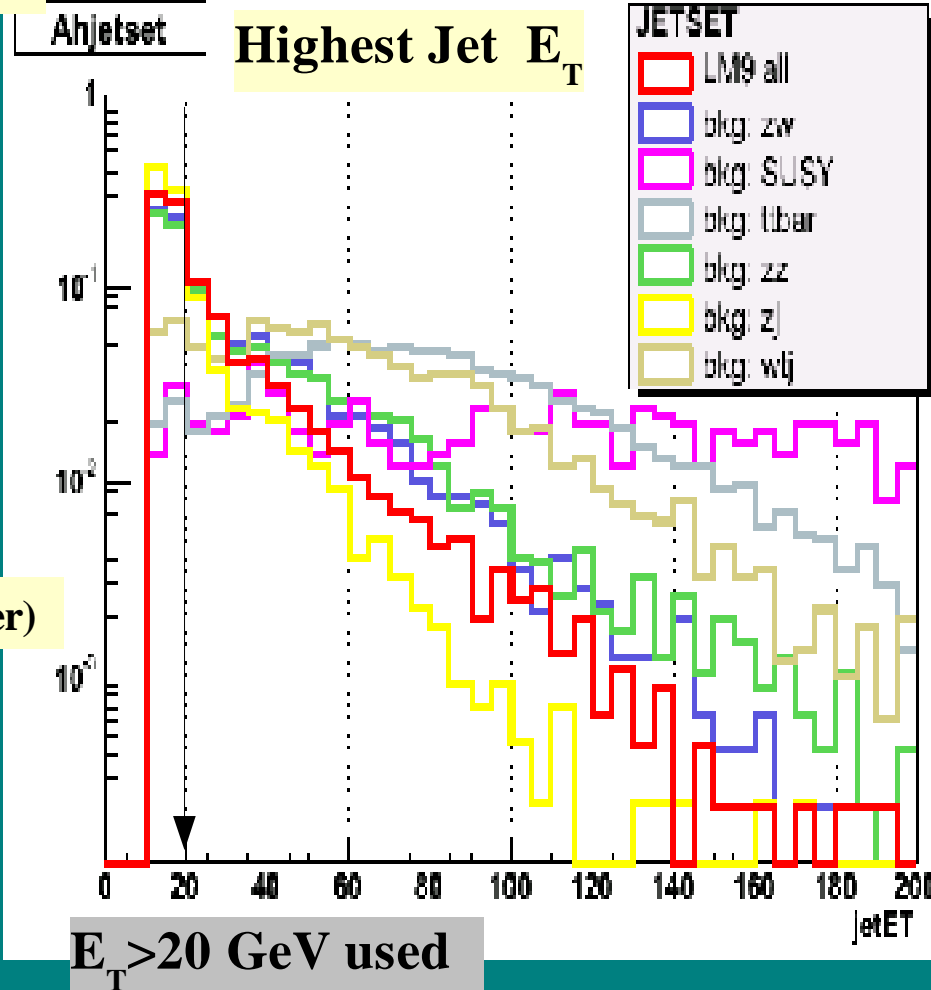 Ahjetset
Highest Jet E_T
JETSET
LM9 all
bkg: zw
bkg: SUSY
bkg: ttbar
bkg: zz
bkg: zj
bkg: wlj
1
10^-1
10^-2
10^-3
er)
0 20 40 60 80 100 120 140 160 180 200
jetET
E_T>20 GeV used